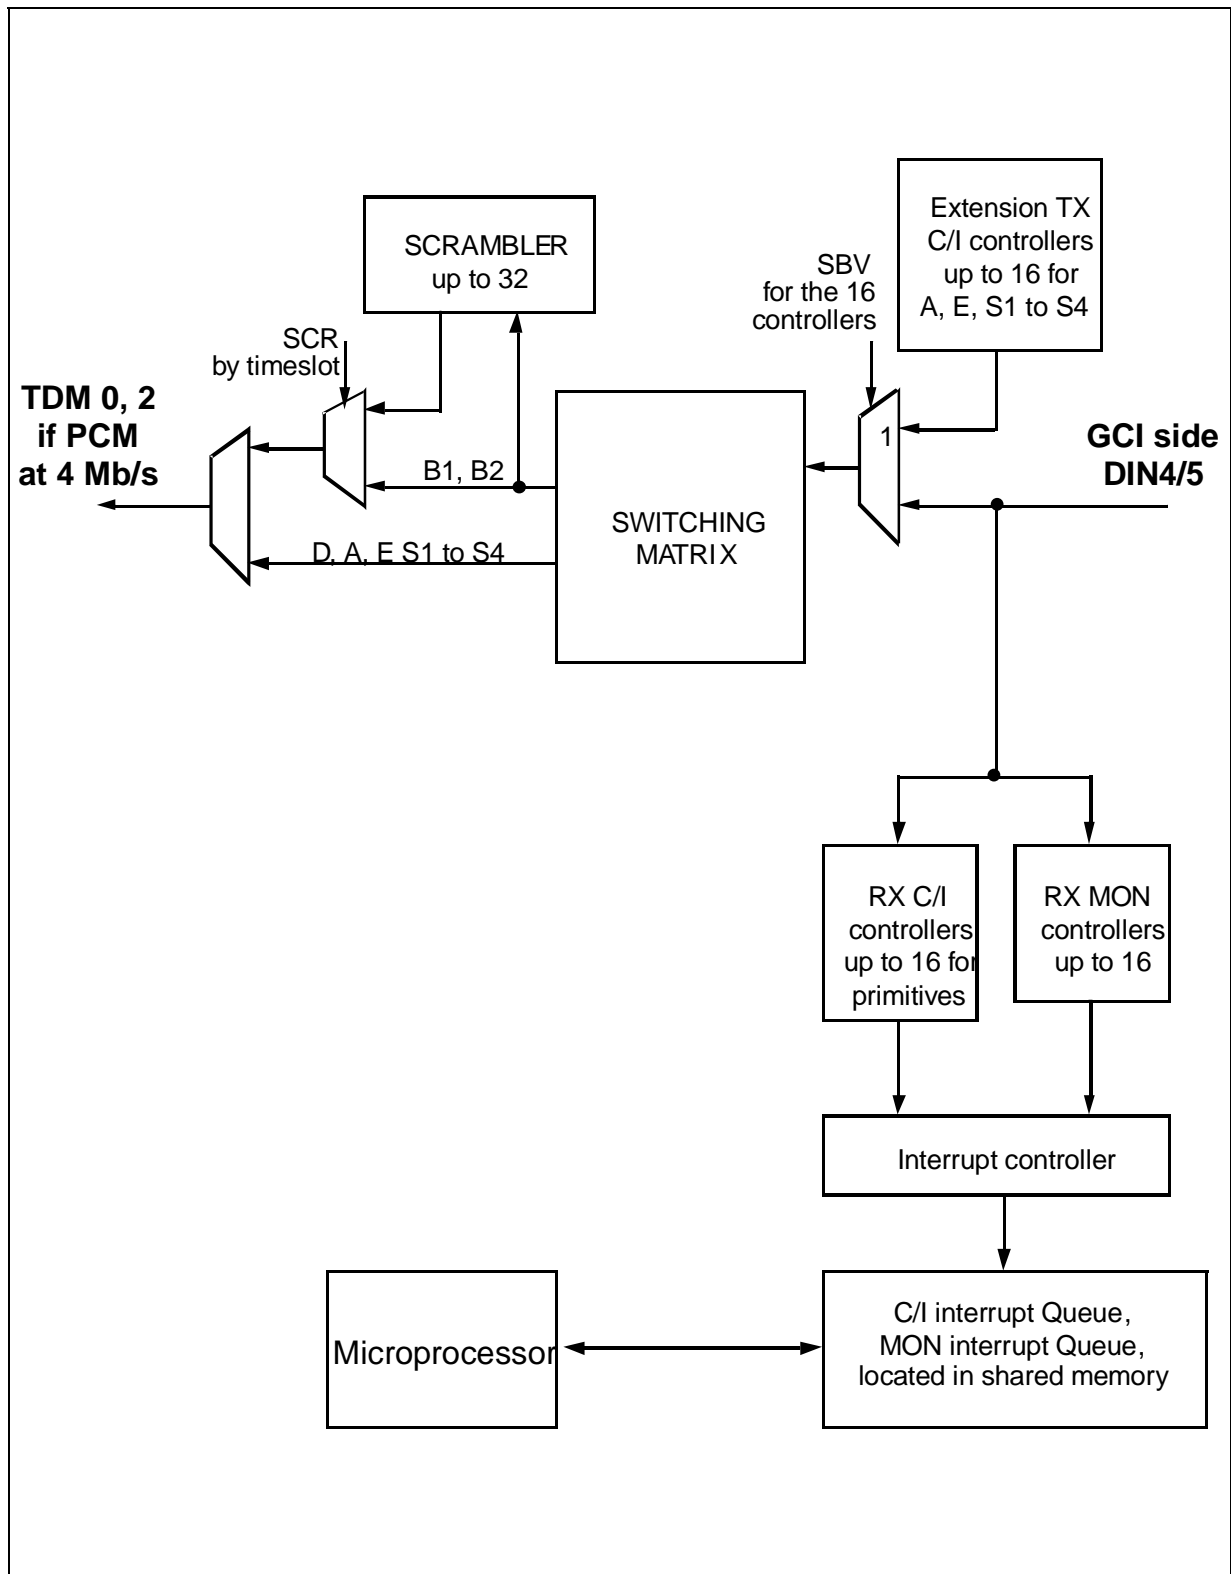 Extension TX
C/I controllers
up to 16 for
A, E, S1 to S4
SCRAMBLER
up to 32
SBV
for the 16
controllers
SCR
by timeslot
TDM 0, 2
if PCM
at 4 Mb/s
1
GCI side
DIN4/5
B1, B2
SWITCHING
MATRIX
D, A, E S1 to S4
RX C/I
controllers
up to 16 for
primitives
RX MON
controllers
up to 16
Interrupt controller
Microprocessor
C/I interrupt Queue,
MON interrupt Queue,
located in shared memory